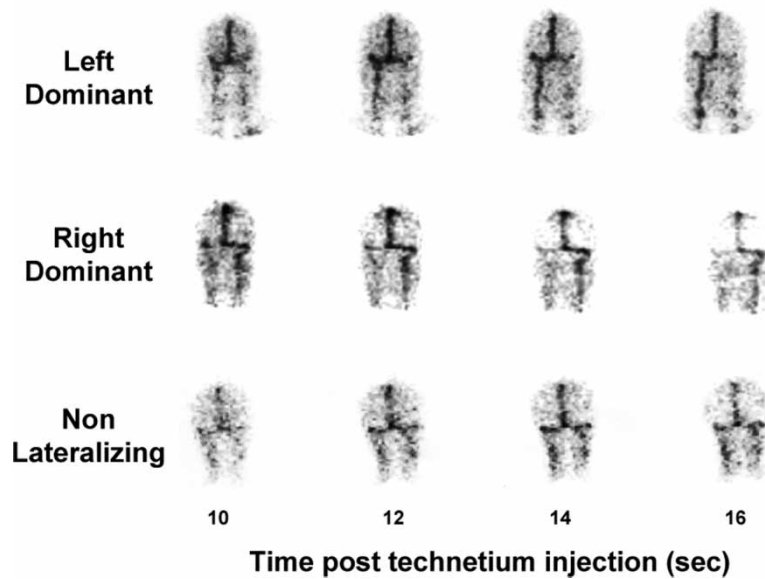 Left
Dominant
Right
Dominant
Non
Lateralizing
10 12 14 16
Time post technetium injection (sec)